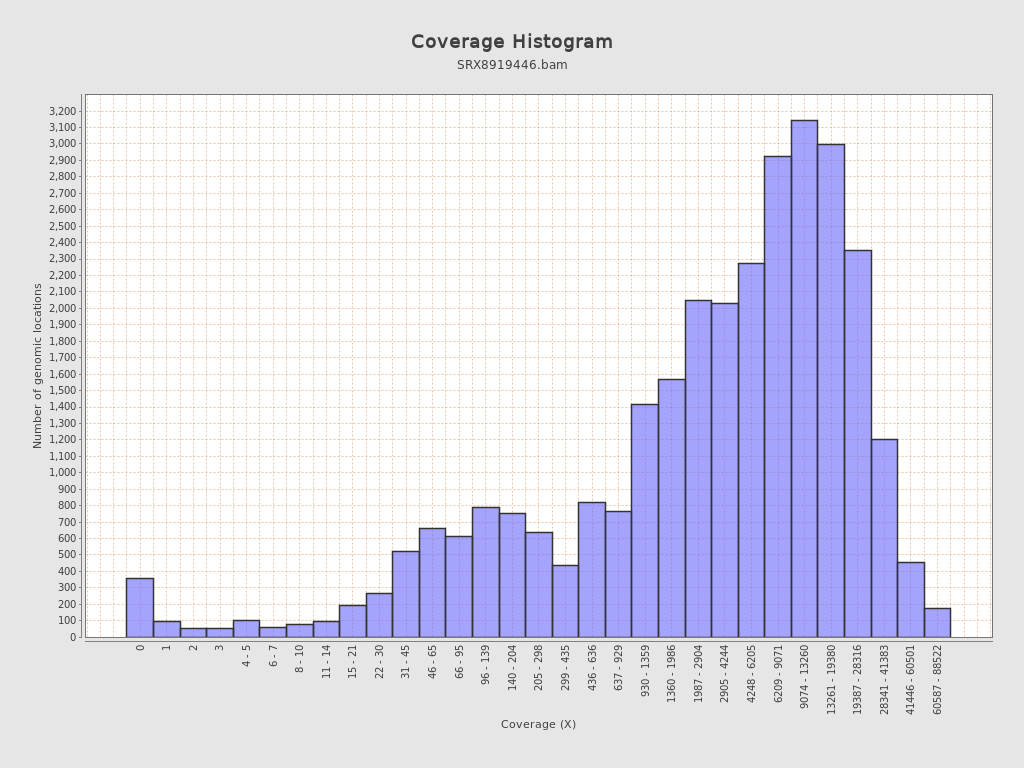 Coverage Histogram
SRX8919446.bam
Number of genomic locations
3,200
3,100
3,000
2,900
2,800
2,700
2,600
2,500
2,400
2,300
2,200
2,100
2,000
1,900
1,800
1,700
1,600
1,500
1,400
1,300
1,200
1,100
1,000
900
800
700
600
500
400
300
200
100
0
0
1
2
3
4 - 5
6 - 7
8 - 10
11 - 14
15 - 21
22 - 30
31 - 45
46 - 65
66 - 95
96 - 139
140 - 204
205 - 298
299 - 435
436 - 636
637 - 929
930 - 1359
1360 - 1986
1987 - 2904
2905 - 4244
4248 - 6205
6209 - 9071
9074 - 13260
13261 - 19380
19387 - 28316
28341 - 41383
41446 - 60501
60587 - 88522
Coverage (X)